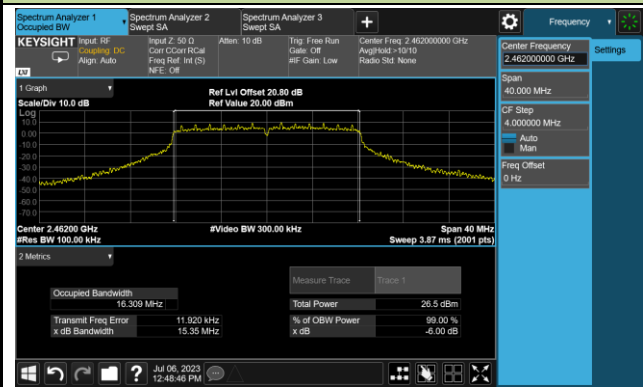 Spectrum Analyzer 1
Occupied BW
Spectrum Analyzer 2
Swept SA
Spectrum Analyzer 3
Swept SA
+
Frequency
KEYSIGHT
Input: RF
Coupling: DC
Align: Auto
Input Z: 50 Ω
Corr CCorr RCal
Freq Ref: Int (S)
NFE: Off
Atten: 10 dB
Trig: Free Run
Gate: Off
#IF Gain: Low
Center Freq: 2.462000000 GHz
Avg|Hold:>10/10
Radio Std: None
LXI
Center Frequency
2.462000000 GHz
Settings
Span
40.000 MHz
CF Step
4.000000 MHz
Auto
Man
Freq Offset
0 Hz
1 Graph
Scale/Div 10.0 dB
Ref Lvl Offset 20.80 dB
Ref Value 20.00 dBm
Log
10.0
0.00
-10.0
-20.0
-30.0
-40.0
-50.0
-60.0
-70.0
Center 2.46200 GHz
#Res BW 100.00 kHz
#Video BW 300.00 kHz
Span 40 MHz
Sweep 3.87 ms (2001 pts)
2 Metrics
Measure Trace
Trace 1
Occupied Bandwidth
16.309 MHz
Total Power
26.5 dBm
Transmit Freq Error
11.920 kHz
% of OBW Power
99.00 %
x dB Bandwidth
15.35 MHz
x dB
-6.00 dB
?
Jul 06, 2023
12:48:46 PM